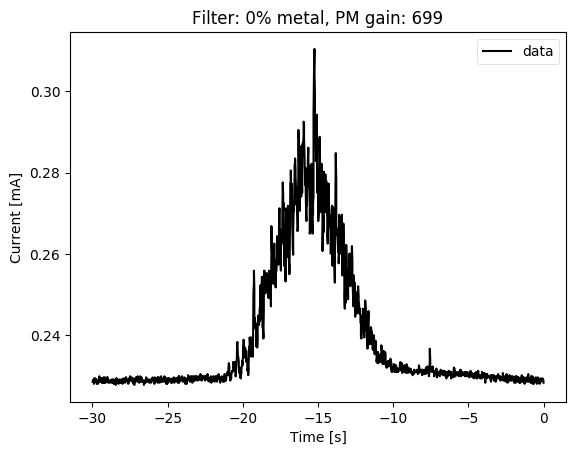 Filter: 0% metal, PM gain: 699
data
Current [mA]
0.30
0.28
0.26
0.24
−30
−25
−20
−15
−10
−5
0
Time [s]